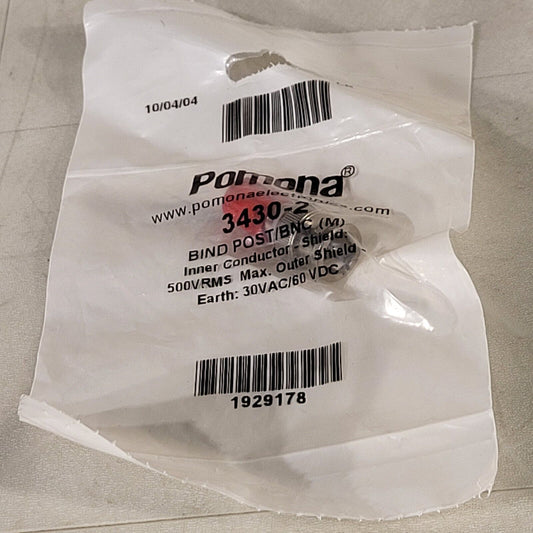 10/04/04
Pomona®
www.pomonaelectronics.com
3430-2
BIND POST/BNC (M)
Inner Conductor - Shield:
500VRMS Max. Outer Shield -
Earth: 30VAC/60 VDC
1929178